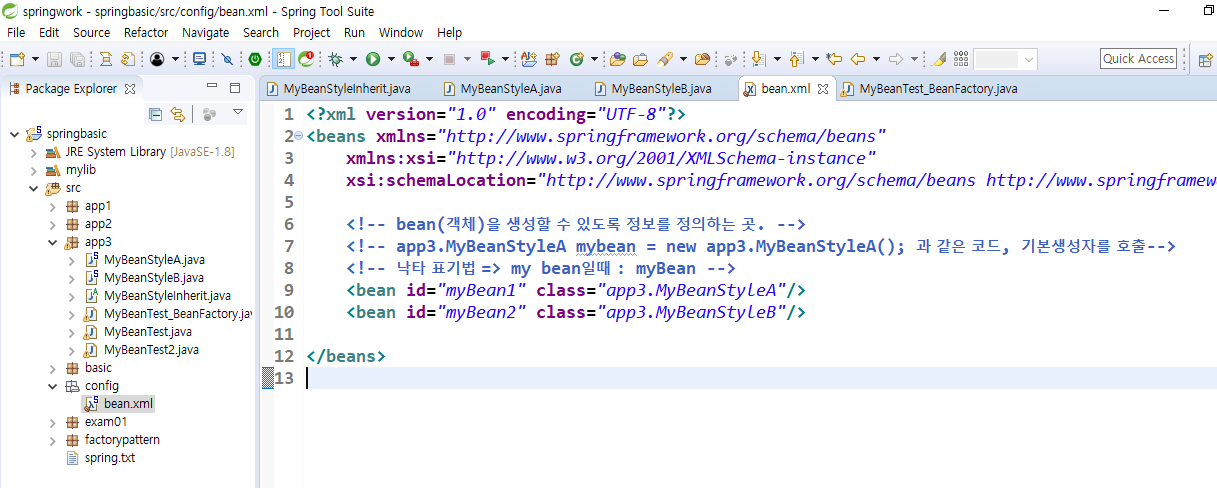 springwork - springbasic/src/config/bean.xml - Spring Tool Suite
File Edit Source Refactor Navigate Search Project Run Window Help
Quick Access
Package Explorer
springbasic
JRE System Library [JavaSE-1.8]
mylib
src
app1
app2
app3
MyBeanStyleA.java
MyBeanStyleB.java
MyBeanStyleInherit.java
MyBeanTest_BeanFactory.jav
MyBeanTest.java
MyBeanTest2.java
basic
config
bean.xml
exam01
factorypattern
spring.txt
MyBeanStyleInherit.java MyBeanStyleA.java MyBeanStyleB.java bean.xml MyBeanTest_BeanFactory.java
1 <?xml version="1.0" encoding="UTF-8"?>
2 <beans xmlns="http://www.springframework.org/schema/beans"
3 xmlns:xsi="http://www.w3.org/2001/XMLSchema-instance"
4 xsi:schemaLocation="http://www.springframework.org/schema/beans http://www.springframew
5
6 <!-- bean(객체)을 생성할 수 있도록 정보를 정의하는 곳. -->
7 <!-- app3.MyBeanStyleA mybean = new app3.MyBeanStyleA(); 과 같은 코드, 기본생성자를 호출-->
8 <!-- 낙타 표기법 => my bean일때 : myBean -->
9 <bean id="myBean1" class="app3.MyBeanStyleA"/>
10 <bean id="myBean2" class="app3.MyBeanStyleB"/>
11
12 </beans>
13